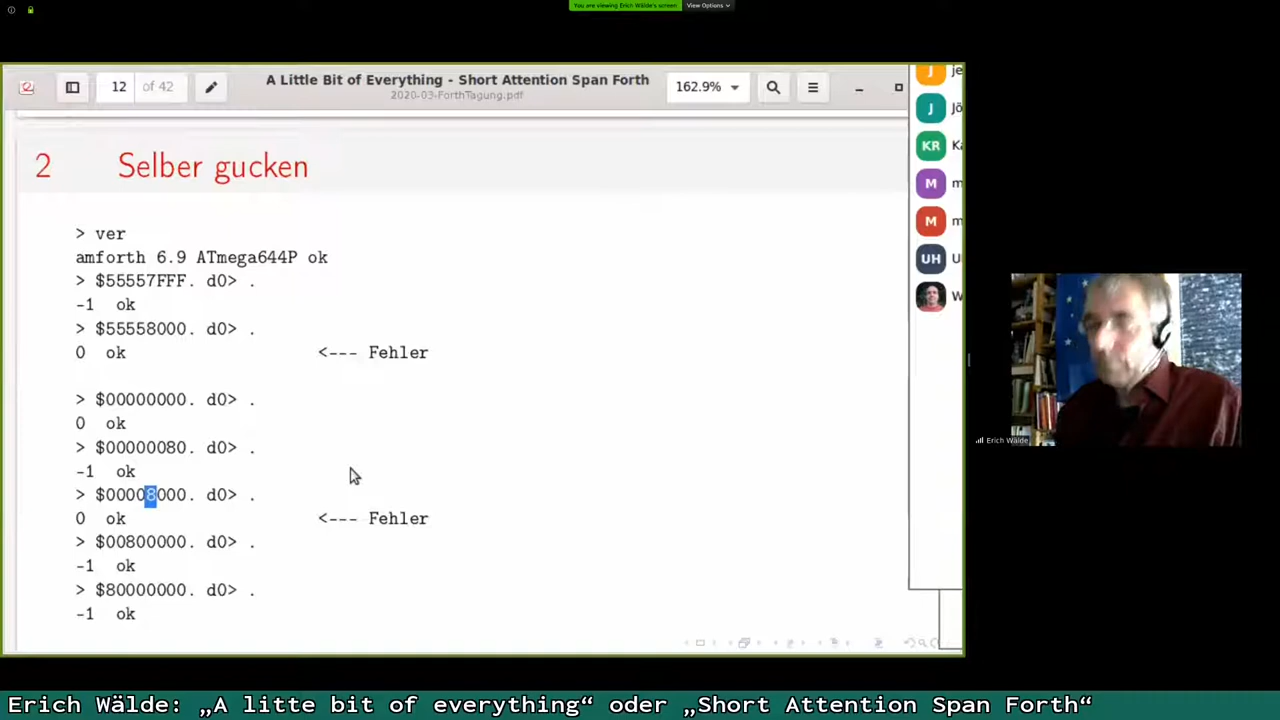 You are viewing Erich Wälde's screen
View Options
12 of 42
A Little Bit of Everything - Short Attention Span Forth
2020-03-ForthTagung.pdf
162.9%
J je
J Jö
KR Ka
M m
M m
UH U
W
2 Selber gucken
> ver
amforth 6.9 ATmega644P ok
> $55557FFF. d0> .
-1 ok
> $55558000. d0> .
0 ok <--- Fehler
> $00000000. d0> .
0 ok
> $00000080. d0> .
-1 ok
> $00008000. d0> .
0 ok <--- Fehler
> $00800000. d0> .
-1 ok
> $80000000. d0> .
-1 ok
Erich Wälde
Erich Wälde: „A litte bit of everything“ oder „Short Attention Span Forth“